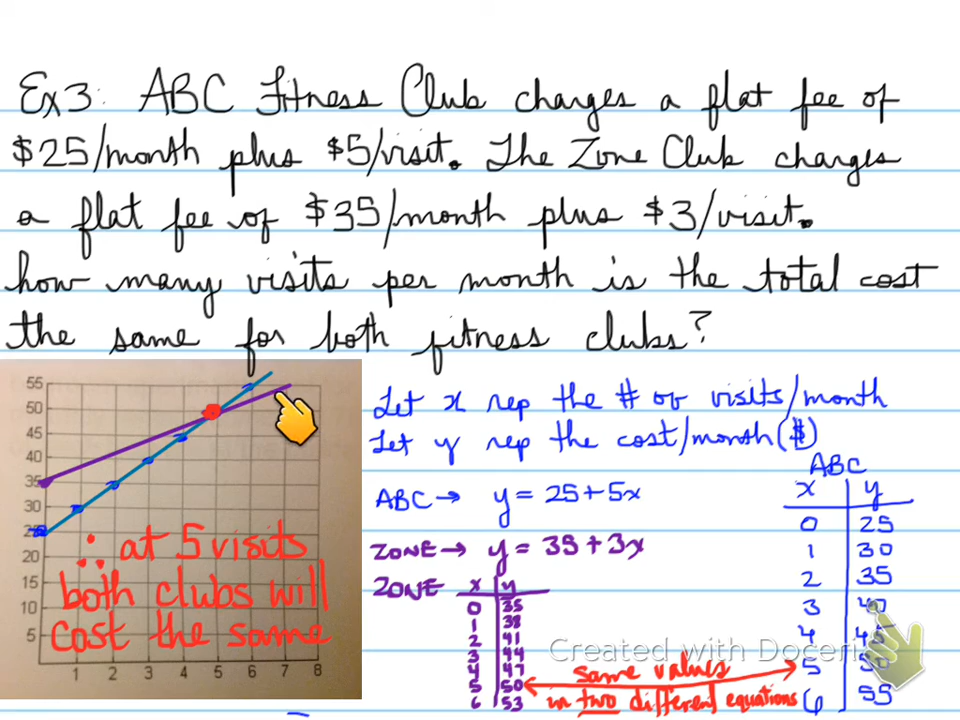 Ex3: ABC Fitness Club charges a flat fee of
$25/month plus $5/visit. The Zone Club charges
a flat fee of $35/month plus $3/visit.
how many visits per month is the total cost
the same for both fitness clubs?
55
50
45
40
35
30
25
20
15
10
5
1 2 3 4 5 6 7 8
∴ at 5 visits
both clubs will
cost the same
Let x rep the # of visits/month
Let y rep the cost/month ($)
ABC → y = 25 + 5x
ZONE → y = 35 + 3x
ZONE x y
0 35
1 38
2 41
3 44
4 47
5 50
6 53
same values
in two different equations
ABC
x y
0 25
1 30
2 35
3 40
4 45
5 50
6 55
Created with Doceri